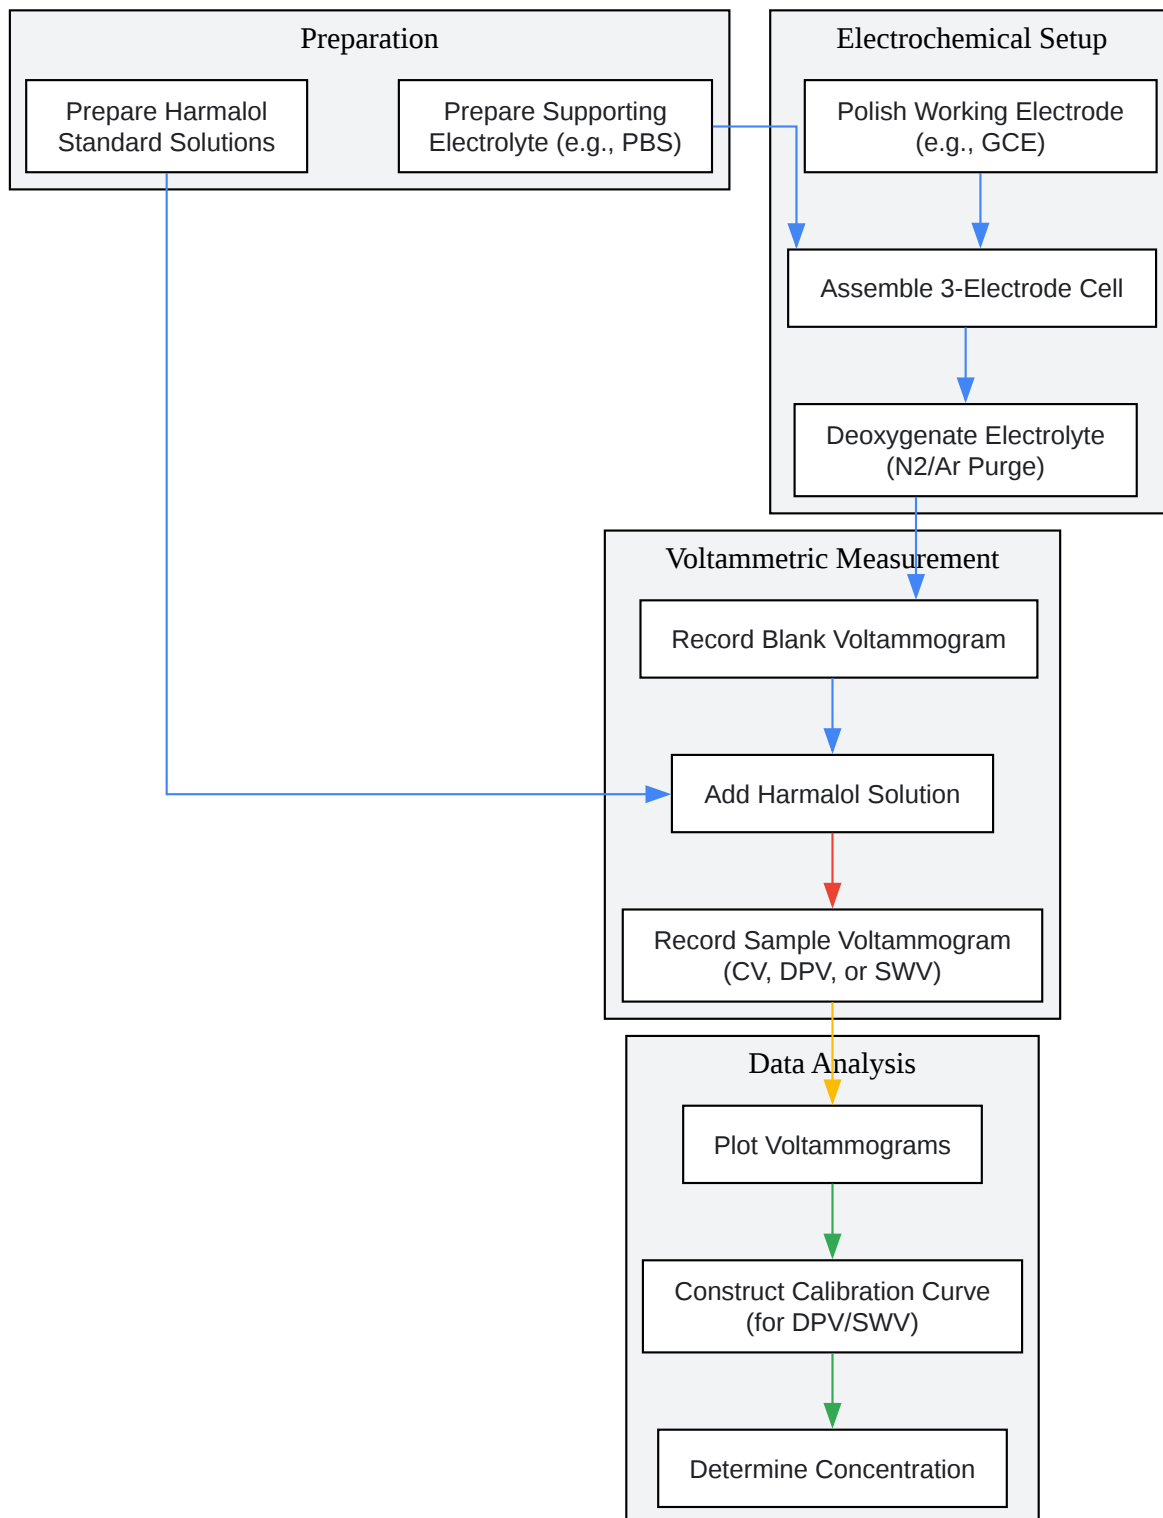 Preparation
Prepare Harmalol
Standard Solutions
Prepare Supporting
Electrolyte (e.g., PBS)
Electrochemical Setup
Polish Working Electrode
(e.g., GCE)
Assemble 3-Electrode Cell
Deoxygenate Electrolyte
(N2/Ar Purge)
Voltammetric Measurement
Record Blank Voltammogram
Add Harmalol Solution
Record Sample Voltammogram
(CV, DPV, or SWV)
Data Analysis
Plot Voltammograms
Construct Calibration Curve
(for DPV/SWV)
Determine Concentration